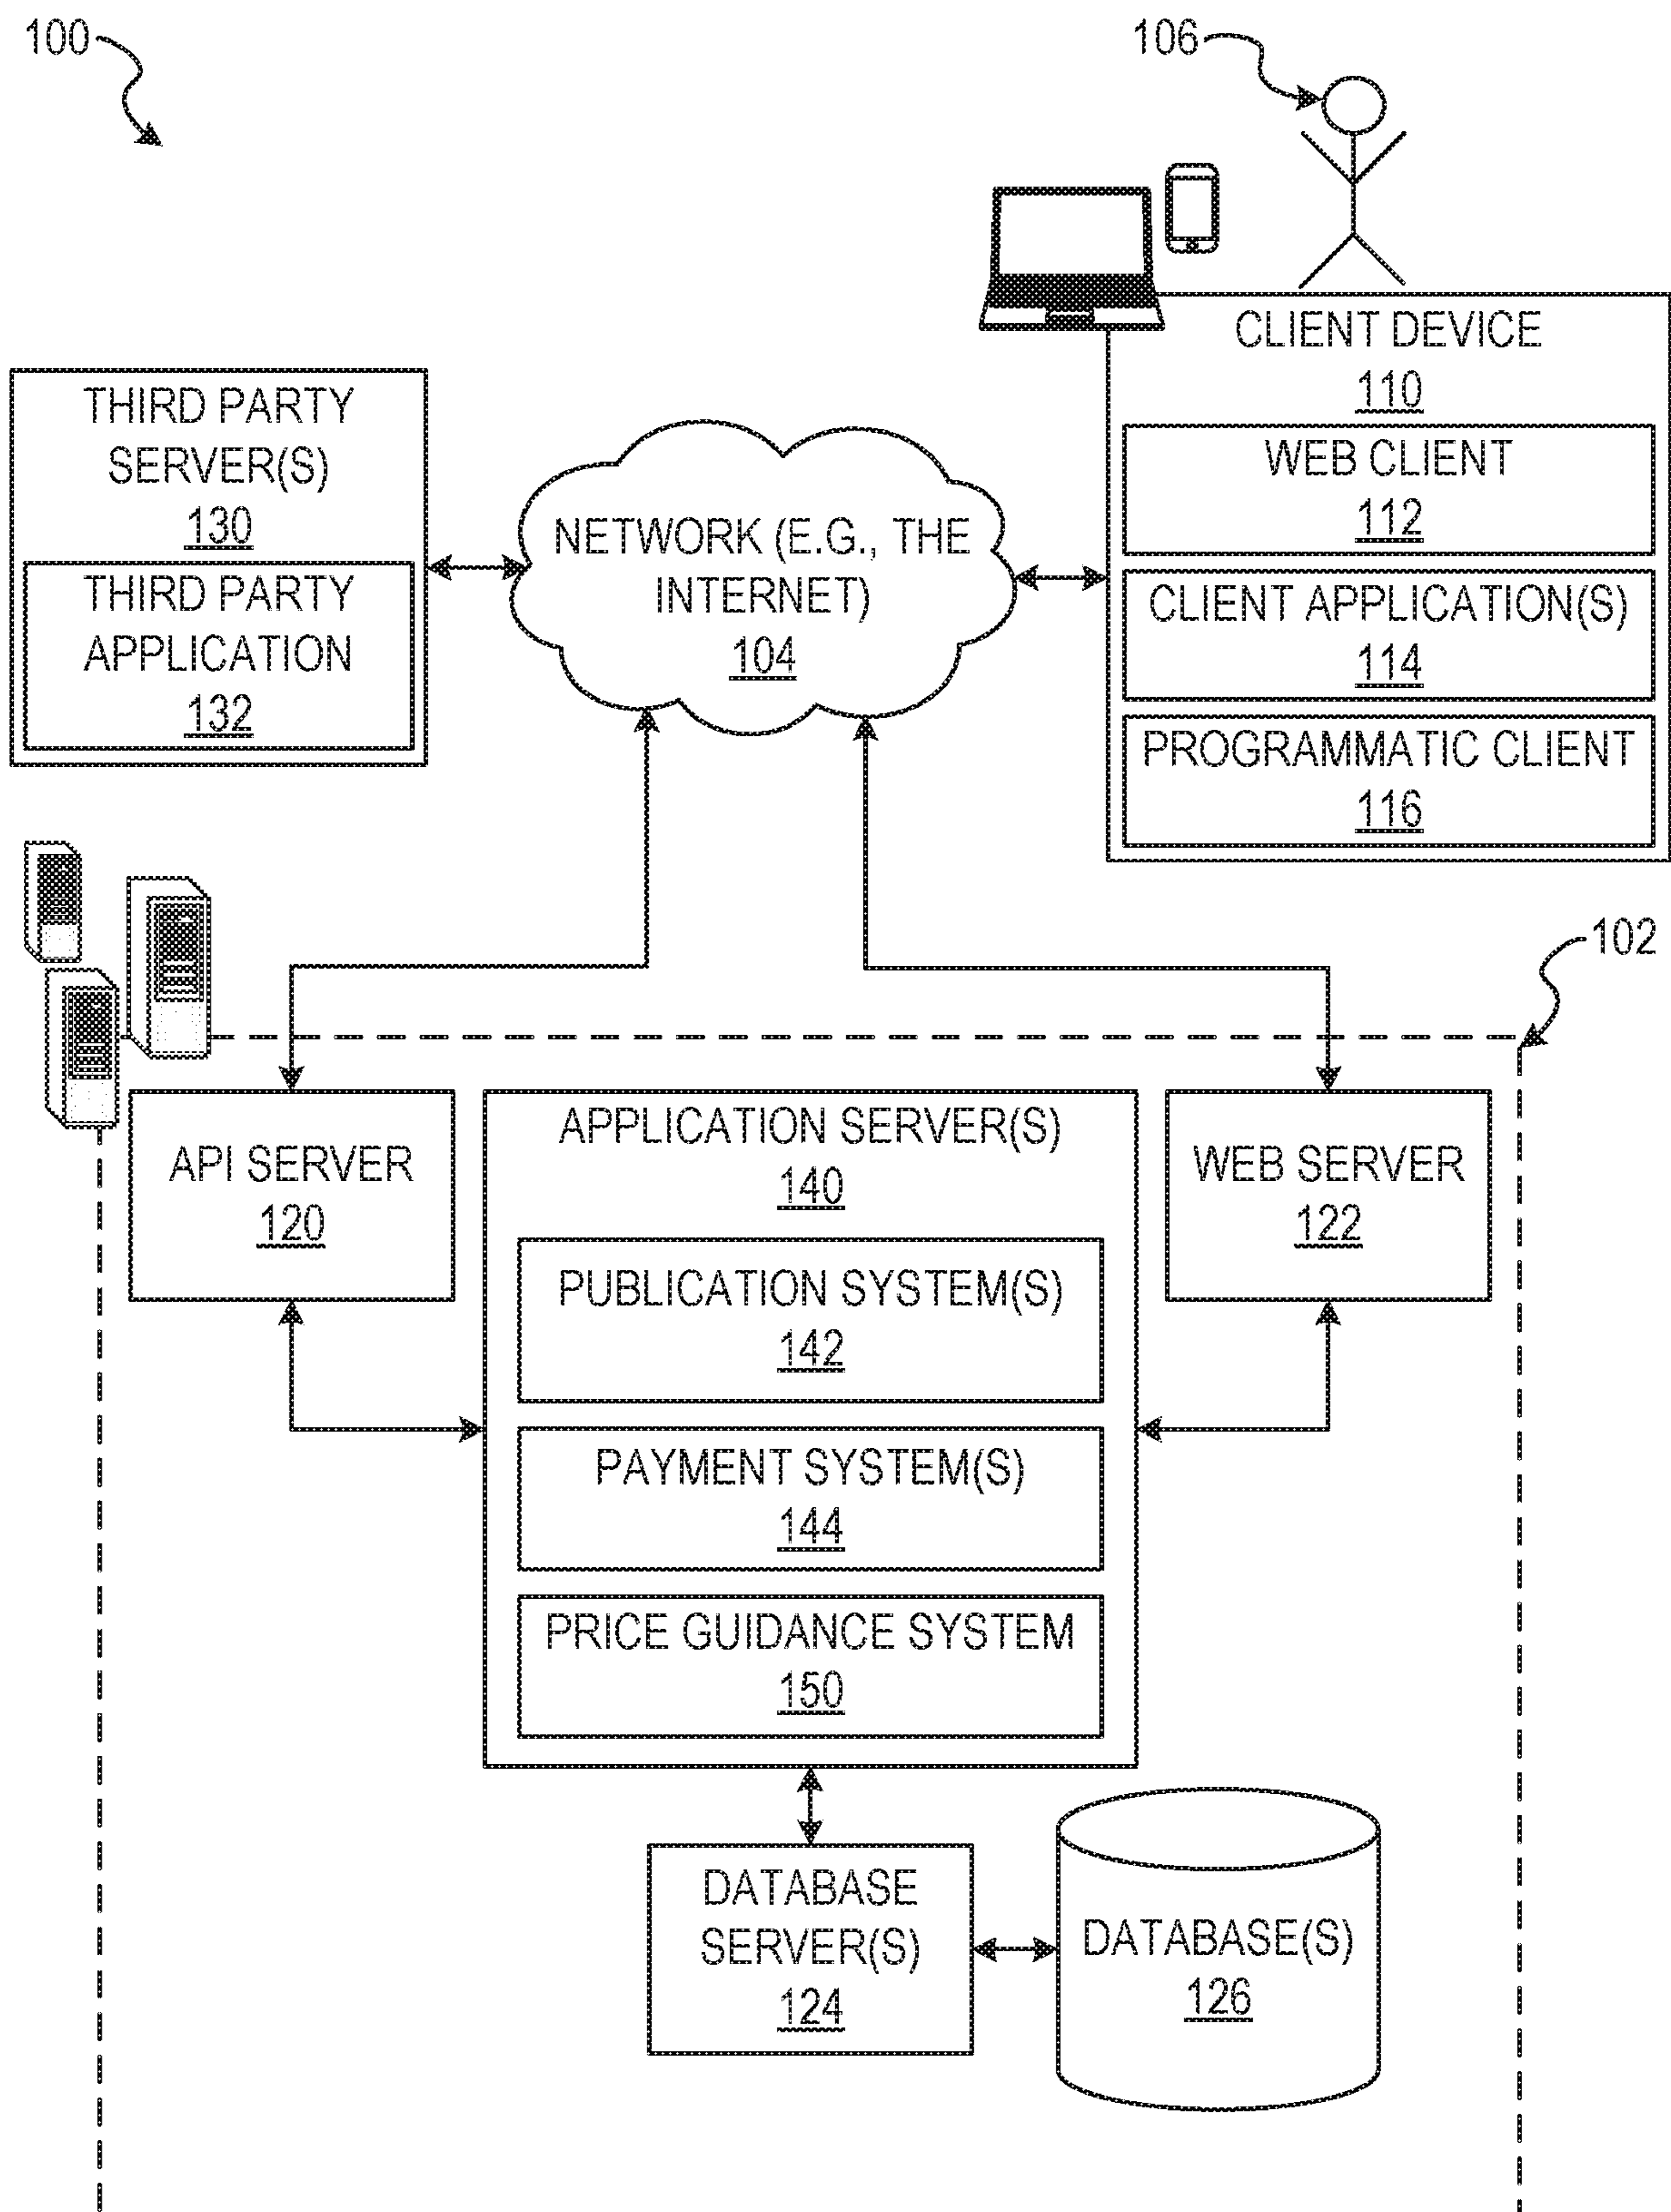 100
106
CLIENT DEVICE
110
WEB CLIENT
112
CLIENT APPLICATION(S)
114
PROGRAMMATIC CLIENT
116
THIRD PARTY
SERVER(S)
130
THIRD PARTY
APPLICATION
132
NETWORK (E.G., THE
INTERNET)
104
102
API SERVER
120
APPLICATION SERVER(S)
140
PUBLICATION SYSTEM(S)
142
PAYMENT SYSTEM(S)
144
PRICE GUIDANCE SYSTEM
150
WEB SERVER
122
DATABASE
SERVER(S)
124
DATABASE(S)
126